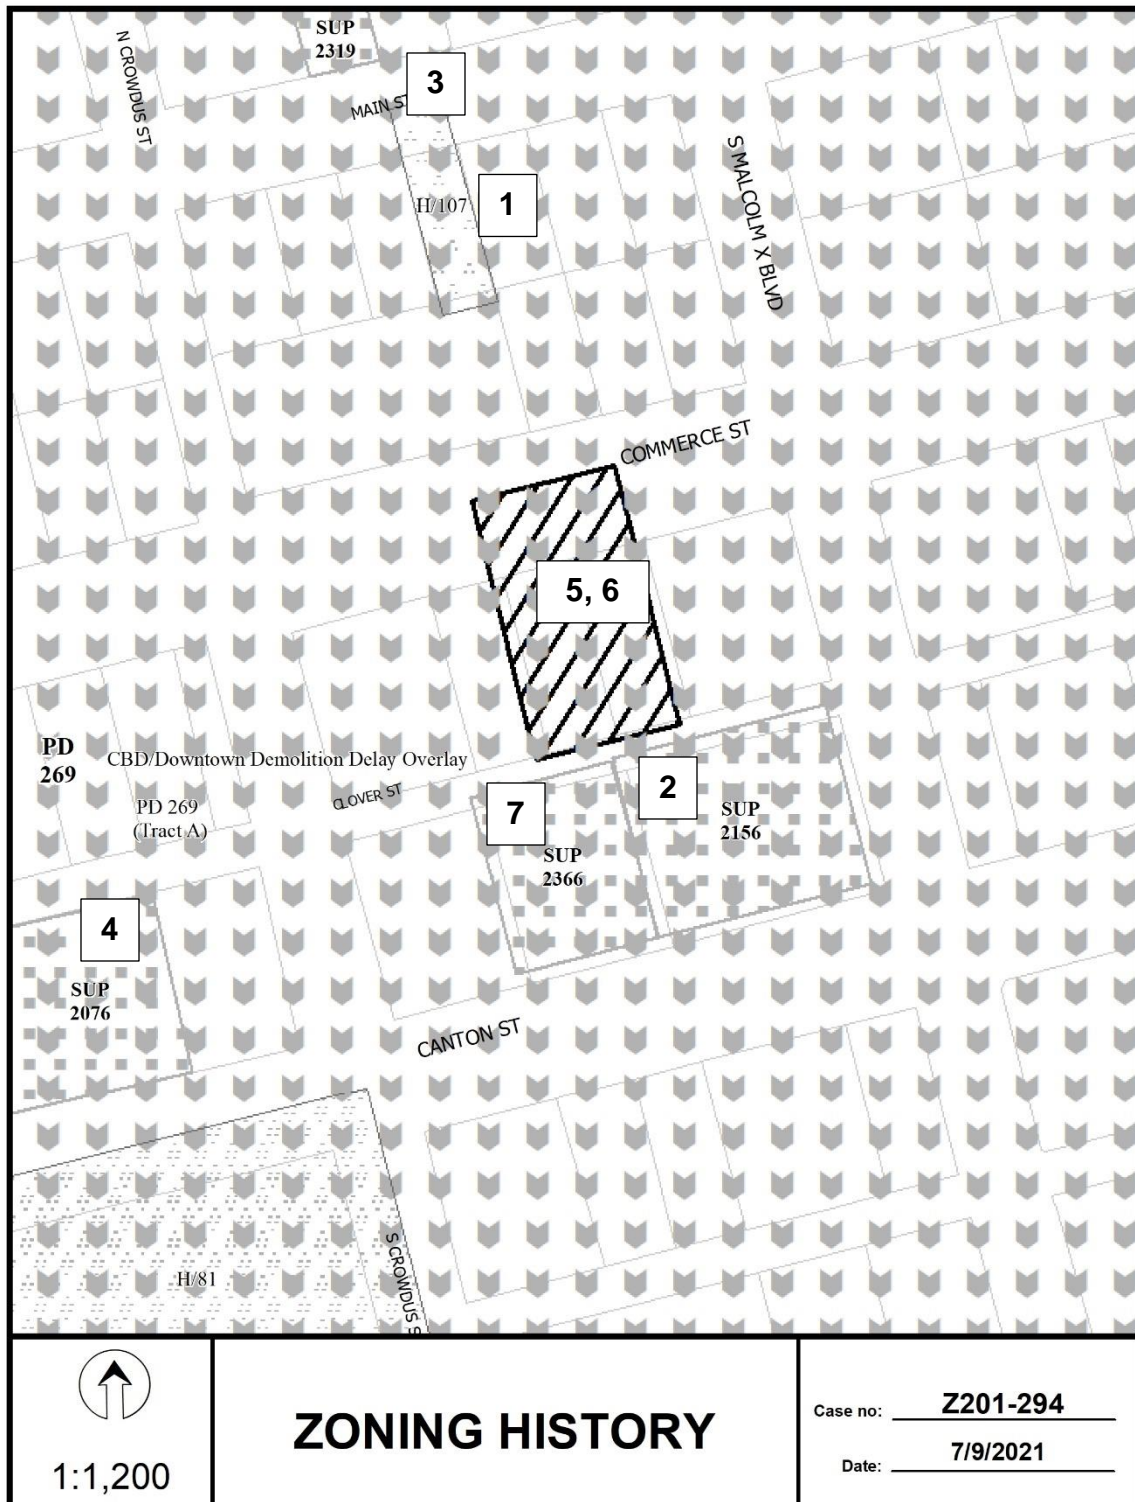 SUP
2319
N CROWDUS ST
3
MAIN ST
S MALCOLM X BLVD
H/107
1
COMMERCE ST
5, 6
PD
269
CBD/Downtown Demolition Delay Overlay
PD 269
(Tract A)
CLOVER ST
7
2
SUP
2156
SUP
2366
4
SUP
2076
CANTON ST
S CROWDUS S
H/81
1:1,200
ZONING HISTORY
Case no: Z201-294
Date: 7/9/2021